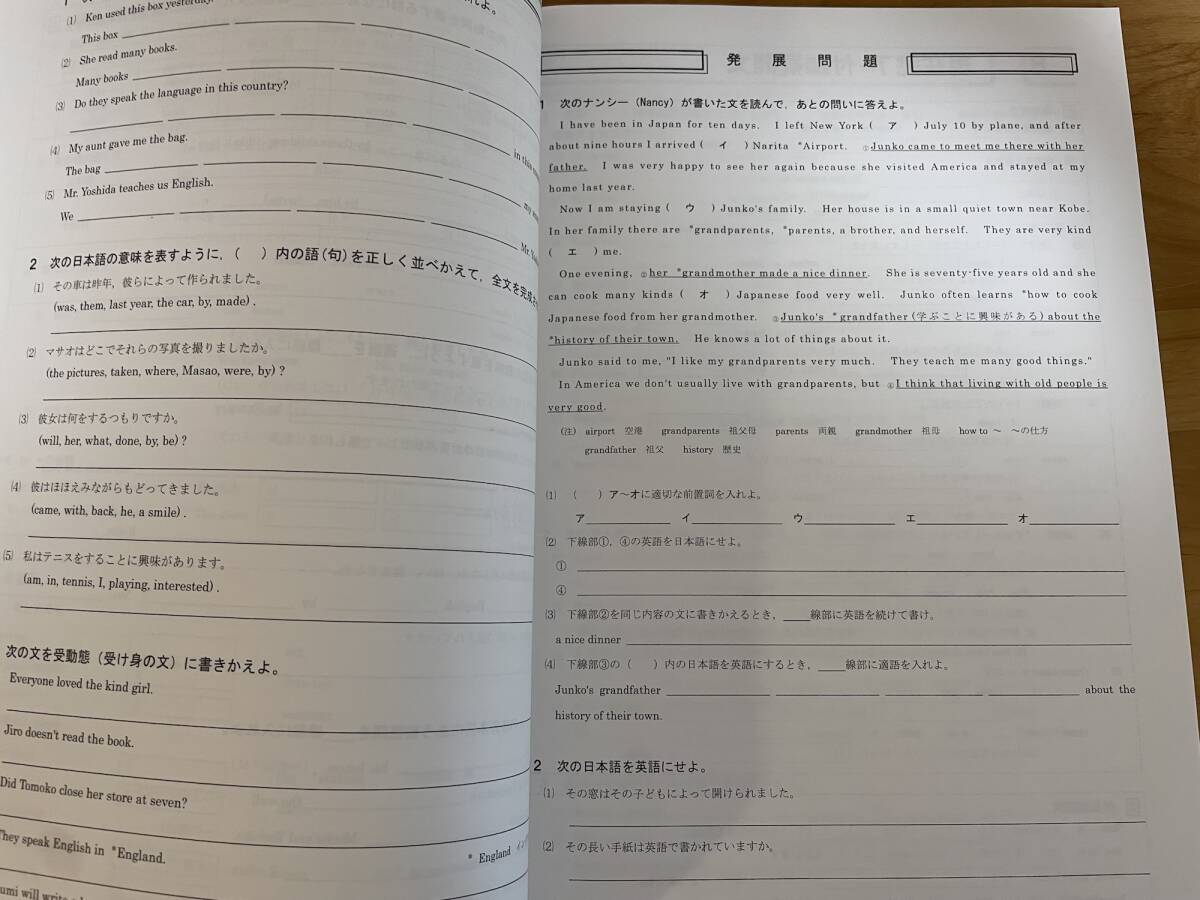 れよ。
(1) Ken used this box yesterday.
This box
(2) She read many books.
Many books
(3) Do they speak the language in this country?
in this
(4) My aunt gave me the bag.
The bag
(5) Mr. Yoshida teaches us English.
We
2 次の日本語の意味を表すように,( )内の語(句)を正しく並べかえて,全文を完成
(1) その車は昨年,彼らによって作られました。
(was, them, last year, the car, by, made) .
(2) マサオはどこでそれらの写真を撮りましたか。
(the pictures, taken, where, Masao, were, by) ?
(3) 彼女は何をするつもりですか。
(will, her, what, done, by, be) ?
(4) 彼はほほえみながらもどってきました。
(came, with, back, he, a smile) .
(5) 私はテニスをすることに興味があります。
(am, in, tennis, I, playing, interested) .
次の文を受動態(受け身の文)に書きかえよ。
Everyone loved the kind girl.
Jiro doesn't read the book.
Did Tomoko close her store at seven?
They speak English in *England.
* England
umi will write
発展問題
1 次のナンシー(Nancy)が書いた文を読んで,あとの問いに答えよ。
I have been in Japan for ten days. I left New York ( ア ) July 10 by plane, and after
about nine hours I arrived ( イ ) Narita *Airport. ①Junko came to meet me there with her
father. I was very happy to see her again because she visited America and stayed at my
home last year.
Now I am staying ( ウ ) Junko's family. Her house is in a small quiet town near Kobe.
In her family there are *grandparents, *parents, a brother, and herself. They are very kind
( エ ) me.
One evening, ②her *grandmother made a nice dinner. She is seventy-five years old and she
can cook many kinds ( オ ) Japanese food very well. Junko often learns *how to cook
Japanese food from her grandmother. ③Junko's *grandfather (学ぶことに興味がある) about the
*history of their town. He knows a lot of things about it.
Junko said to me, "I like my grandparents very much. They teach me many good things."
In America we don't usually live with grandparents, but ④I think that living with old people is
very good.
(注) airport 空港 grandparents 祖父母 parents 両親 grandmother 祖母 how to ~ ~の仕方
grandfather 祖父 history 歴史
(1) ( )ア~オに適切な前置詞を入れよ。
ア イ ウ エ オ
(2) 下線部①,④の英語を日本語にせよ。
①
④
(3) 下線部②を同じ内容の文に書きかえるとき,____線部に英語を続けて書け。
a nice dinner
(4) 下線部③の( )内の日本語を英語にするとき,____線部に適語を入れよ。
Junko's grandfather about the
history of their town.
2 次の日本語を英語にせよ。
(1) その窓はその子どもによって開けられました。
(2) その長い手紙は英語で書かれていますか。